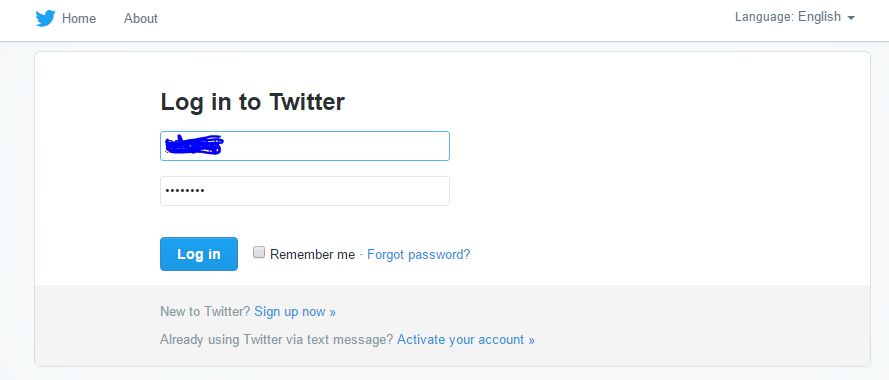 Home About Language: English
Log in to Twitter
••••••••
Log in Remember me · Forgot password?
New to Twitter? Sign up now »
Already using Twitter via text message? Activate your account »